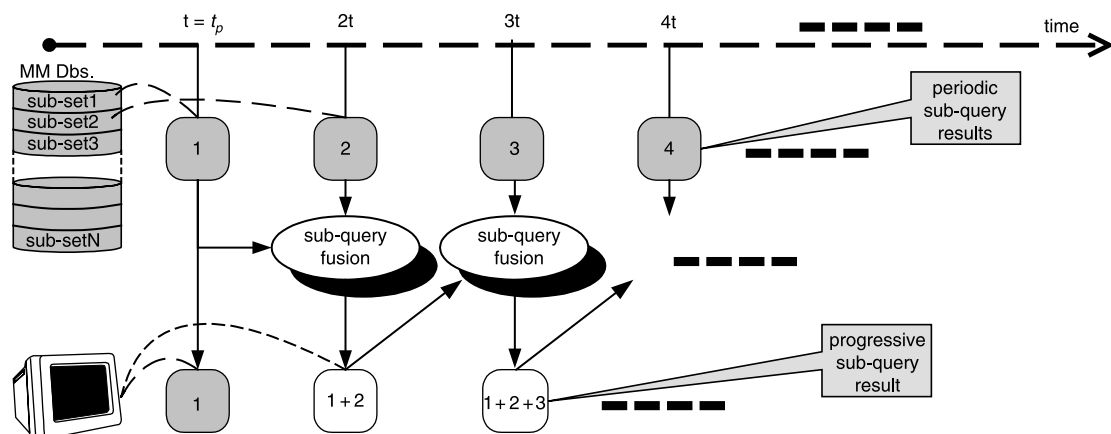 t = tp
2t
3t
4t
time
MM Dbs.
sub-set1
sub-set2
sub-set3
sub-setN
1
2
3
4
periodic
sub-query
results
sub-query
fusion
sub-query
fusion
1
1+2
1+2+3
progressive
sub-query
result